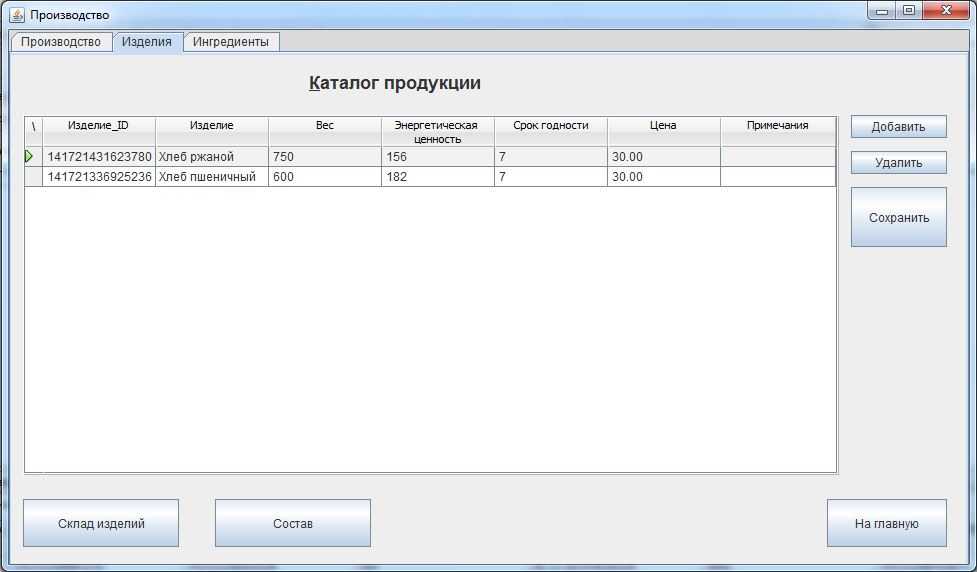 Производство
Производство Изделия Ингредиенты
Каталог продукции
\ Изделие_ID Изделие Вес Энергетическая ценность Срок годности Цена Примечания
141721431623780 Хлеб ржаной 750 156 7 30.00
141721336925236 Хлеб пшеничный 600 182 7 30.00
Добавить
Удалить
Сохранить
Склад изделий Состав На главную